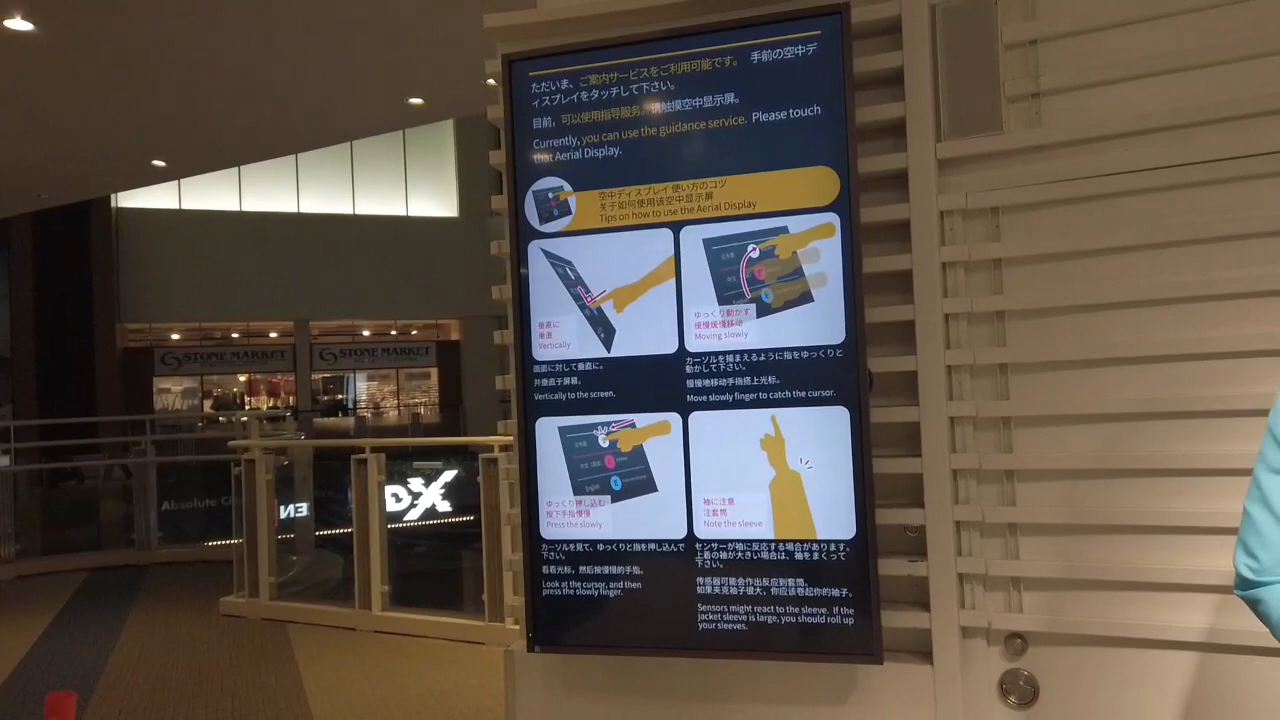 ただいま、ご案内サービスをご利用可能です。 手前の空中デ
ィスプレイをタッチして下さい。
目前，可以使用指导服务。请触摸空中显示屏。
Currently, you can use the guidance service. Please touch
that Aerial Display.
空中ディスプレイ使い方のコツ
关于如何使用该空中显示屏
Tips on how to use the Aerial Display
垂直に
垂直
Vertically
画面に対して垂直に。
并垂直于屏幕。
Vertically to the screen.
ゆっくり動かす
缓慢缓慢移动
Moving slowly
カーソルを捕まえるように指をゆっくりと
動かして下さい。
慢慢地移动手指搭上光标。
Move slowly finger to catch the cursor.
English
ゆっくり押し込む
按下手指慢慢
Press the slowly
カーソルを見て、ゆっくりと指を押し込んで
下さい。
看看光标，然后按慢慢的手指。
Look at the cursor, and then
press the slowly finger.
袖に注意
注套筒
Note the sleeve
センサーが袖に反応する場合があります。
上着の袖が大きい場合は、袖をまくって
下さい。
传感器可能会作出反应到套筒。
如果夹克袖子很大，你应该卷起你的袖子。
Sensors might react to the sleeve. If the
jacket sleeve is large, you should roll up
your sleeves.
STONE MARKET
STONE MARKET
Absolute
DX